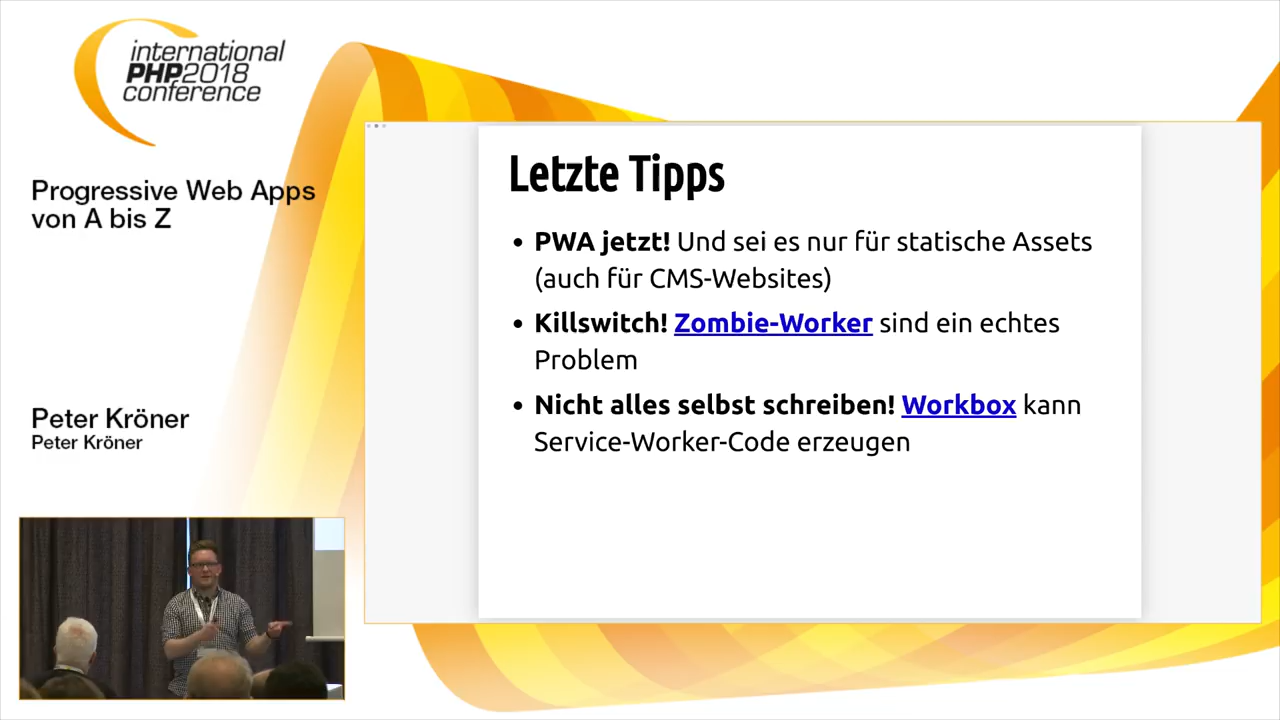 international
PHP2018
conference
Progressive Web Apps
von A bis Z
Peter Kröner
Peter Kröner
Letzte Tipps
• PWA jetzt! Und sei es nur für statische Assets
(auch für CMS-Websites)
• Killswitch! Zombie-Worker sind ein echtes
Problem
• Nicht alles selbst schreiben! Workbox kann
Service-Worker-Code erzeugen